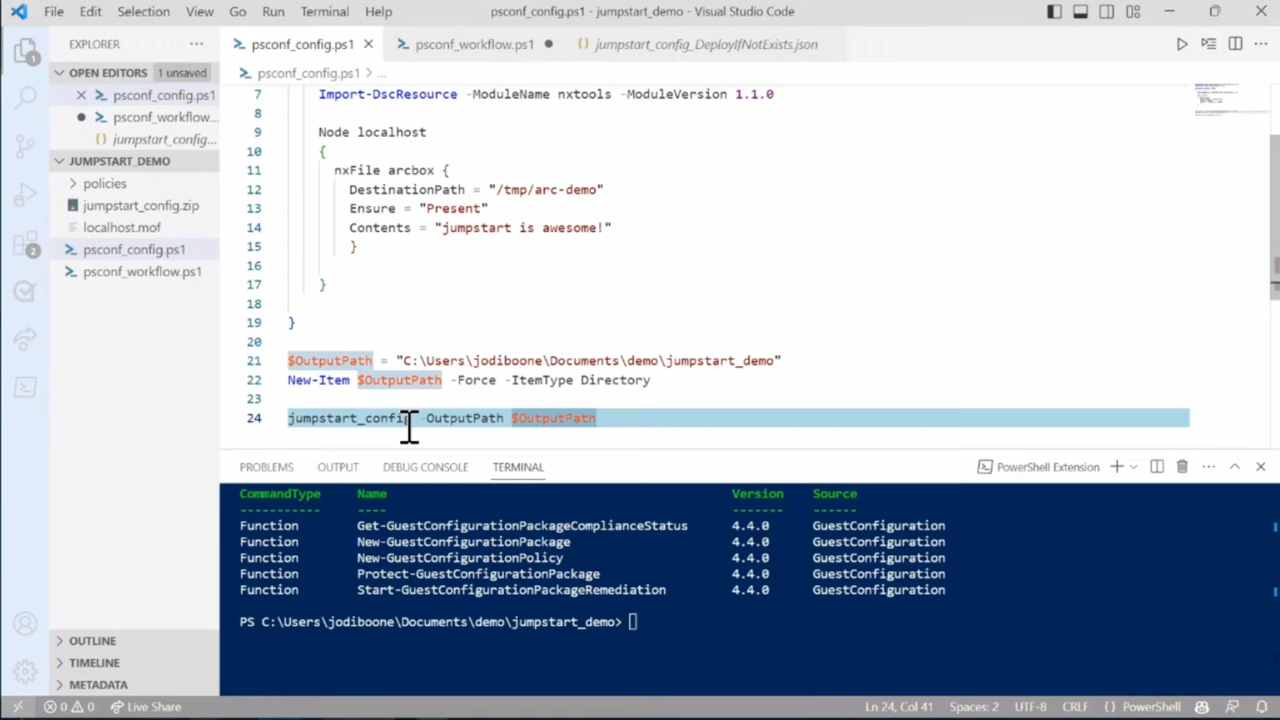 File Edit Selection View Go Run Terminal Help psconf_config.ps1 - jumpstart_demo - Visual Studio Code
EXPLORER
psconf_config.ps1 psconf_workflow.ps1 jumpstart_config_DeployIfNotExists.json
OPEN EDITORS 1 unsaved
psconf_config.ps1
psconf_workflow...
jumpstart_config...
JUMPSTART_DEMO
policies
jumpstart_config.zip
localhost.mof
psconf_config.ps1
psconf_workflow.ps1
OUTLINE
TIMELINE
METADATA
1
2
psconf_config.ps1 > ...
7 Import-DscResource -ModuleName nxtools -ModuleVersion 1.1.0
8
9 Node localhost
10 {
11 nxFile arcbox {
12 DestinationPath = "/tmp/arc-demo"
13 Ensure = "Present"
14 Contents = "jumpstart is awesome!"
15 }
16
17 }
18
19 }
20
21 $OutputPath = "C:\Users\jodiboone\Documents\demo\jumpstart_demo"
22 New-Item $OutputPath -Force -ItemType Directory
23
24 jumpstart_config -OutputPath $OutputPath
PROBLEMS OUTPUT DEBUG CONSOLE TERMINAL PowerShell Extension
CommandType Name Version Source
----------- ---- ------- ------
Function Get-GuestConfigurationPackageComplianceStatus 4.4.0 GuestConfiguration
Function New-GuestConfigurationPackage 4.4.0 GuestConfiguration
Function New-GuestConfigurationPolicy 4.4.0 GuestConfiguration
Function Protect-GuestConfigurationPackage 4.4.0 GuestConfiguration
Function Start-GuestConfigurationPackageRemediation 4.4.0 GuestConfiguration
PS C:\Users\jodiboone\Documents\demo\jumpstart_demo>
0 0 Live Share Ln 24, Col 41 Spaces: 2 UTF-8 CRLF {} PowerShell